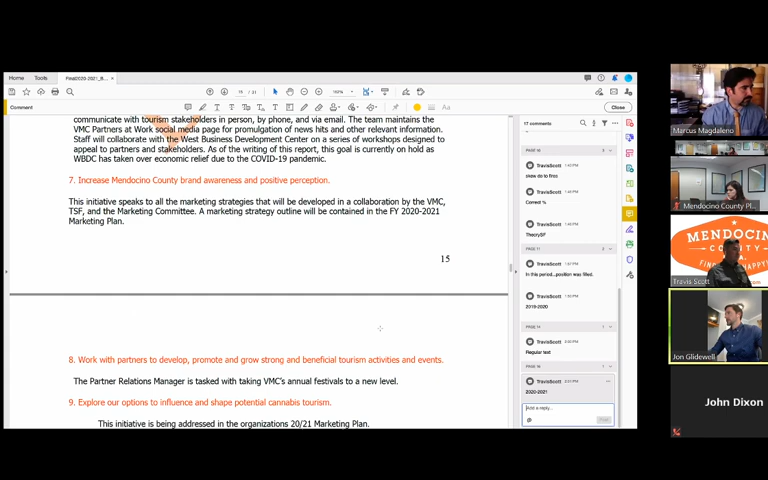 Home
Tools
Final2020-2021_B...
×
15 / 21
Comment
Close
communicate with tourism stakeholders in person, by phone, and via email. The team maintains the
VMC Partners at Work social media page for promulgation of news hits and other relevant information.
Staff will collaborate with the West Business Development Center on a series of workshops designed to
appeal to partners and stakeholders. As of the writing of this report, this goal is currently on hold as
WBDC has taken over economic relief due to the COVID-19 pandemic.
7. Increase Mendocino County brand awareness and positive perception.
This initiative speaks to all the marketing strategies that will be developed in a collaboration by the VMC,
TSF, and the Marketing Committee. A marketing strategy outline will be contained in the FY 2020-2021
Marketing Plan.
15
8. Work with partners to develop, promote and grow strong and beneficial tourism activities and events.
The Partner Relations Manager is tasked with taking VMC's annual festivals to a new level.
9. Explore our options to influence and shape potential cannabis tourism.
This initiative is being addressed in the organizations 20/21 Marketing Plan.
17 comments
TravisScott
TravisScott
Correct %
TravisScott
TheorySF
TravisScott
In this period...position was filled.
TravisScott
2019-2020
TravisScott
Regular text
TravisScott
2020-2021
Add a reply...
Marcus Magdaleno
Mendocino County Pl...
MENDOCINO
COUNTY
Travis Scott
Jon Glidewell
John Dixon